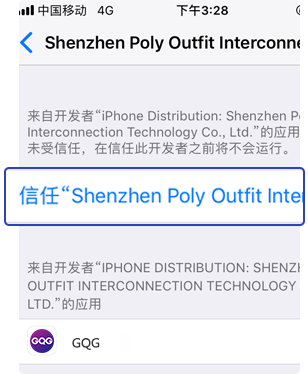 中国移动 4G 下午3:28
Shenzhen Poly Outfit Interconne
来自开发者“iPhone Distribution: Shenzhen P
Interconnection Technology Co., Ltd.”的应用
未受信任，在信任此开发者之前将不会运行。
信任“Shenzhen Poly Outfit Inter
来自开发者“IPHONE DISTRIBUTION: SHENZH
OUTFIT INTERCONNECTION TECHNOLOGY
LTD.”的应用
GQG GQG